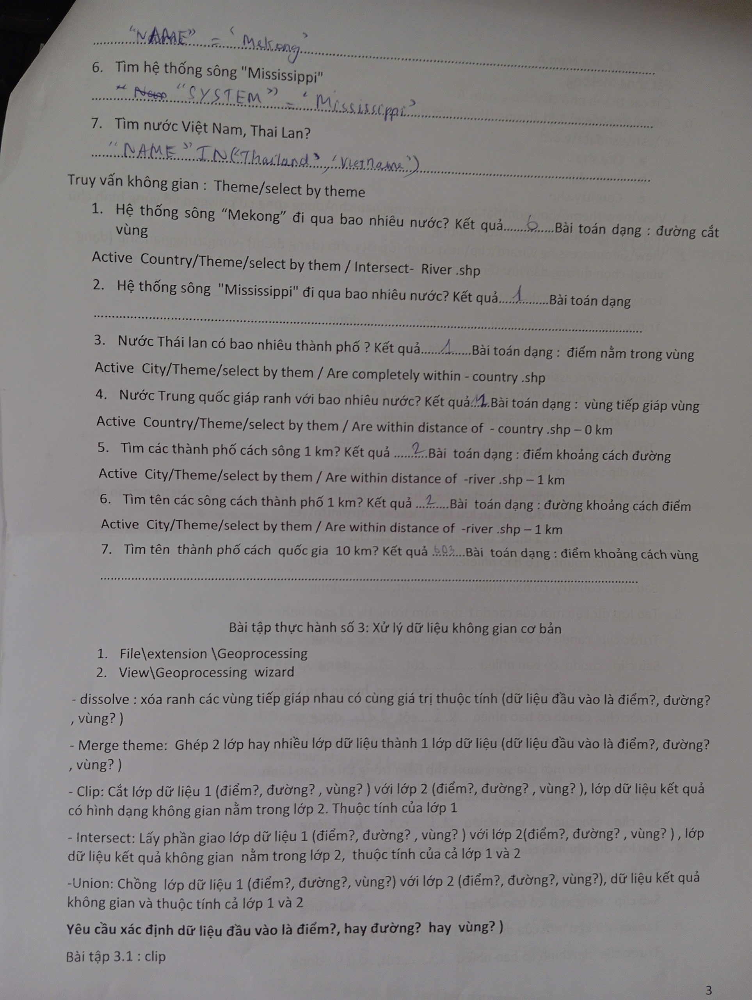 "NAME" = 'Mekong'
6. Tìm hệ thống sông "Mississippi"
"SYSTEM" = 'Mississippi'
7. Tìm nước Việt Nam, Thai Lan?
"NAME" IN('Thailand', 'Vietname')
Truy vấn không gian : Theme/select by theme
1. Hệ thống sông “Mekong” đi qua bao nhiêu nước? Kết quả.........6......Bài toán dạng : đường cắt
vùng
Active Country/Theme/select by them / Intersect- River .shp
2. Hệ thống sông "Mississippi" đi qua bao nhiêu nước? Kết quả......1.........Bài toán dạng
3. Nước Thái lan có bao nhiêu thành phố ? Kết quả........1......Bài toán dạng : điểm nằm trong vùng
Active City/Theme/select by them / Are completely within - country .shp
4. Nước Trung quốc giáp ranh với bao nhiêu nước? Kết quả.......Bài toán dạng : vùng tiếp giáp vùng
Active Country/Theme/select by them / Are within distance of - country .shp – 0 km
5. Tìm các thành phố cách sông 1 km? Kết quả ......2....Bài toán dạng : điểm khoảng cách đường
Active City/Theme/select by them / Are within distance of -river .shp – 1 km
6. Tìm tên các sông cách thành phố 1 km? Kết quả ...2.....Bài toán dạng : đường khoảng cách điểm
Active City/Theme/select by them / Are within distance of -river .shp – 1 km
7. Tìm tên thành phố cách quốc gia 10 km? Kết quả 603...Bài toán dạng : điểm khoảng cách vùng
Bài tập thực hành số 3: Xử lý dữ liệu không gian cơ bản
1. File\extension \Geoprocessing
2. View\Geoprocessing wizard
- dissolve : xóa ranh các vùng tiếp giáp nhau có cùng giá trị thuộc tính (dữ liệu đầu vào là điểm?, đường?
, vùng? )
- Merge theme: Ghép 2 lớp hay nhiều lớp dữ liệu thành 1 lớp dữ liệu (dữ liệu đầu vào là điểm?, đường?
, vùng? )
- Clip: Cắt lớp dữ liệu 1 (điểm?, đường? , vùng? ) với lớp 2 (điểm?, đường? , vùng? ), lớp dữ liệu kết quả
có hình dạng không gian nằm trong lớp 2. Thuộc tính của lớp 1
- Intersect: Lấy phần giao lớp dữ liệu 1 (điểm?, đường? , vùng? ) với lớp 2(điểm?, đường? , vùng? ) , lớp
dữ liệu kết quả không gian nằm trong lớp 2, thuộc tính của cả lớp 1 và 2
-Union: Chồng lớp dữ liệu 1 (điểm?, đường?, vùng?) với lớp 2 (điểm?, đường?, vùng?), dữ liệu kết quả
không gian và thuộc tính cả lớp 1 và 2
Yêu cầu xác định dữ liệu đầu vào là điểm?, hay đường? hay vùng? )
Bài tập 3.1 : clip
3